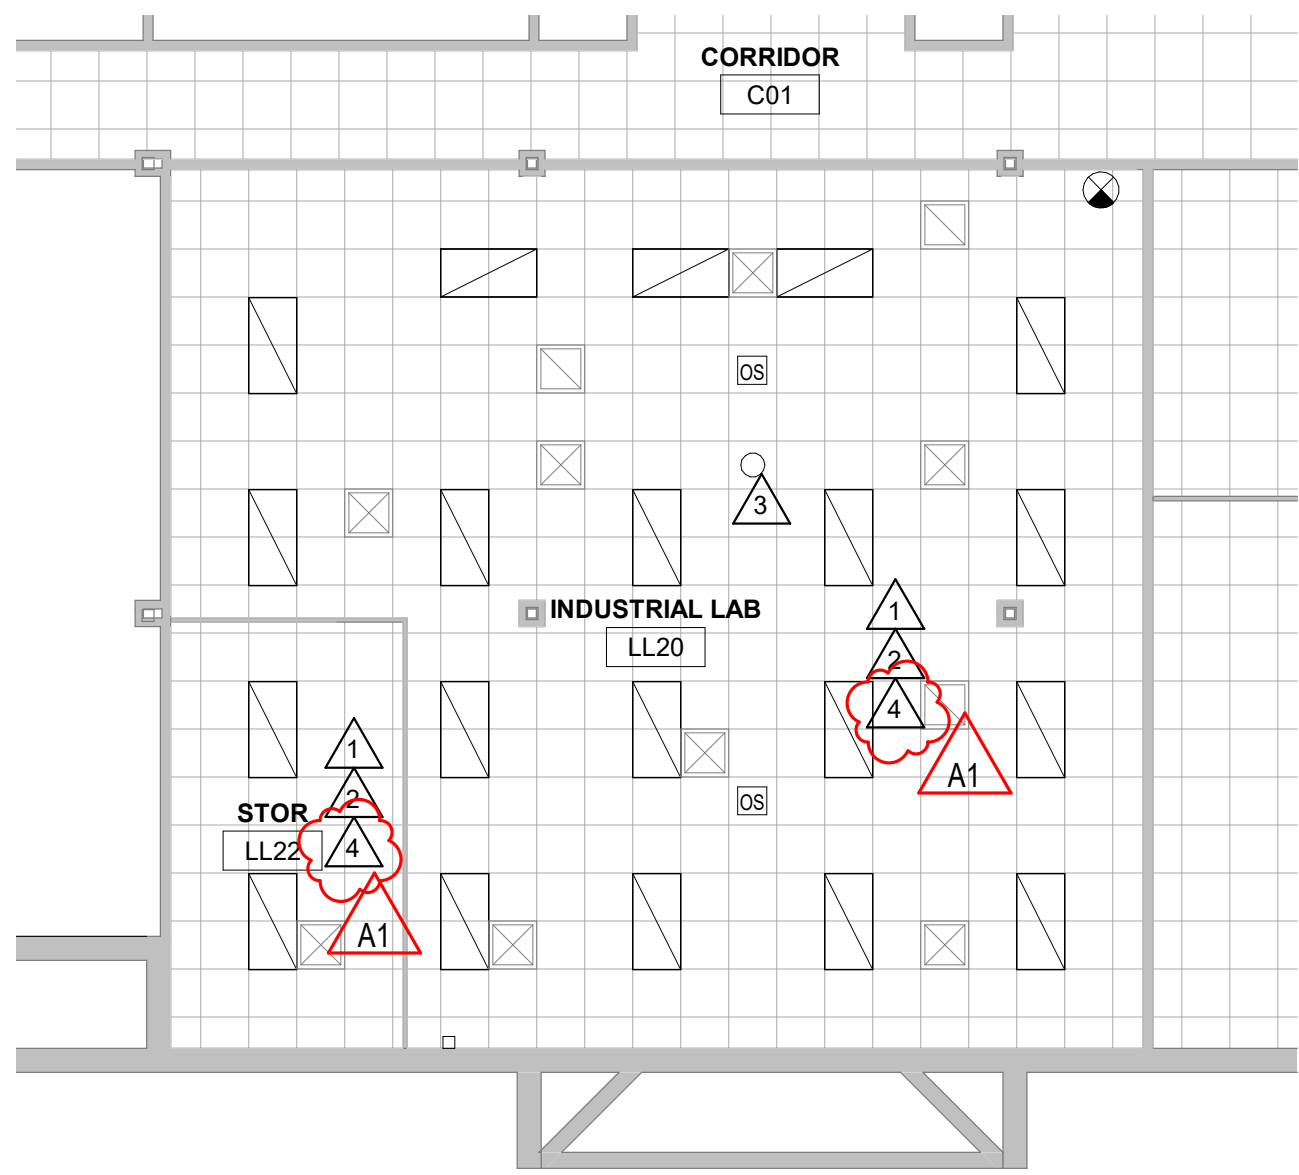 CORRIDOR
C01
OS
3
INDUSTRIAL LAB
LL20
1
2
4
A1
1
2
4
STOR
LL22
A1
OS